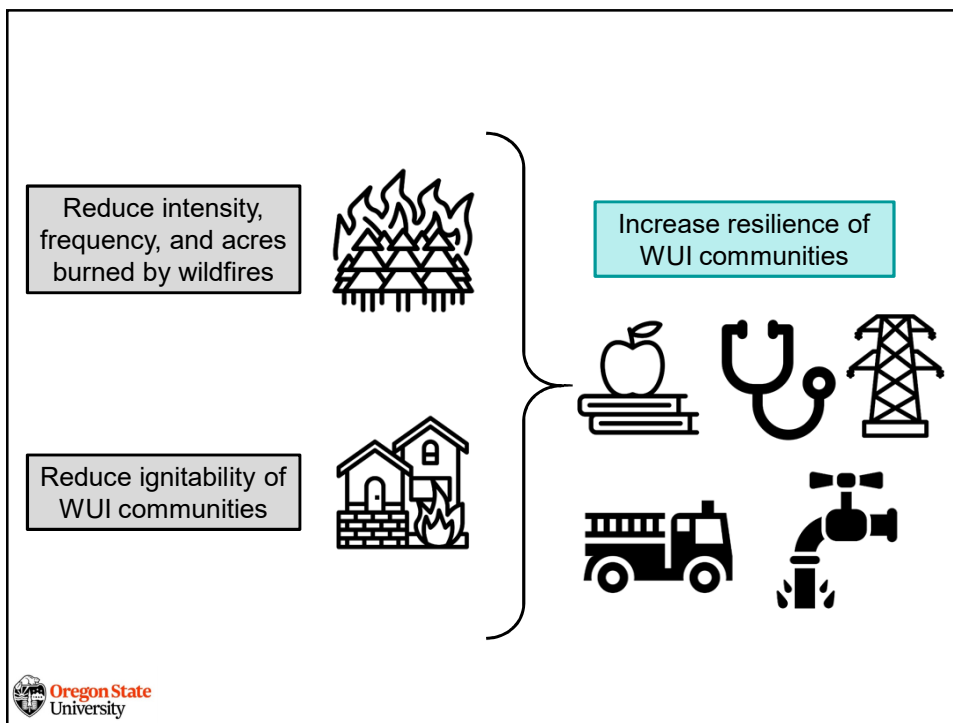 Reduce intensity,
frequency, and acres
burned by wildfires
Increase resilience of
WUI communities
Reduce ignitability of
WUI communities
Oregon State
University